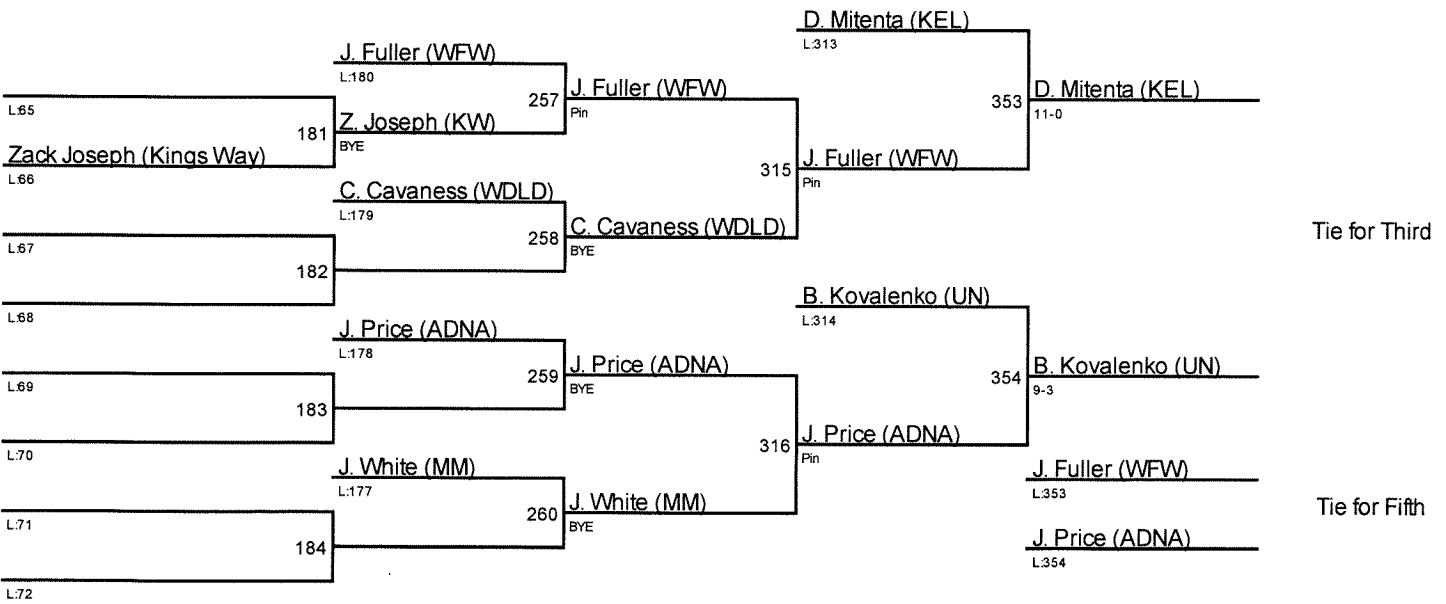 D. Mitenta (KEL)
L:313
J. Fuller (WFW)
L:180
257
J. Fuller (WFW)
Pin
353
D. Mitenta (KEL)
11-0
L:65
181
Z. Joseph (KW)
BYE
Zack Joseph (Kings Way)
L:66
315
J. Fuller (WFW)
Pin
C. Cavaness (WDLD)
L:179
258
C. Cavaness (WDLD)
BYE
Tie for Third
L:67
182
L:68
B. Kovalenko (UN)
L:314
J. Price (ADNA)
L:178
259
J. Price (ADNA)
BYE
354
B. Kovalenko (UN)
9-3
L:69
183
L:70
316
J. Price (ADNA)
Pin
J. White (MM)
L:177
260
J. White (MM)
BYE
J. Fuller (WFW)
L:353
Tie for Fifth
L:71
184
J. Price (ADNA)
L:354
L:72